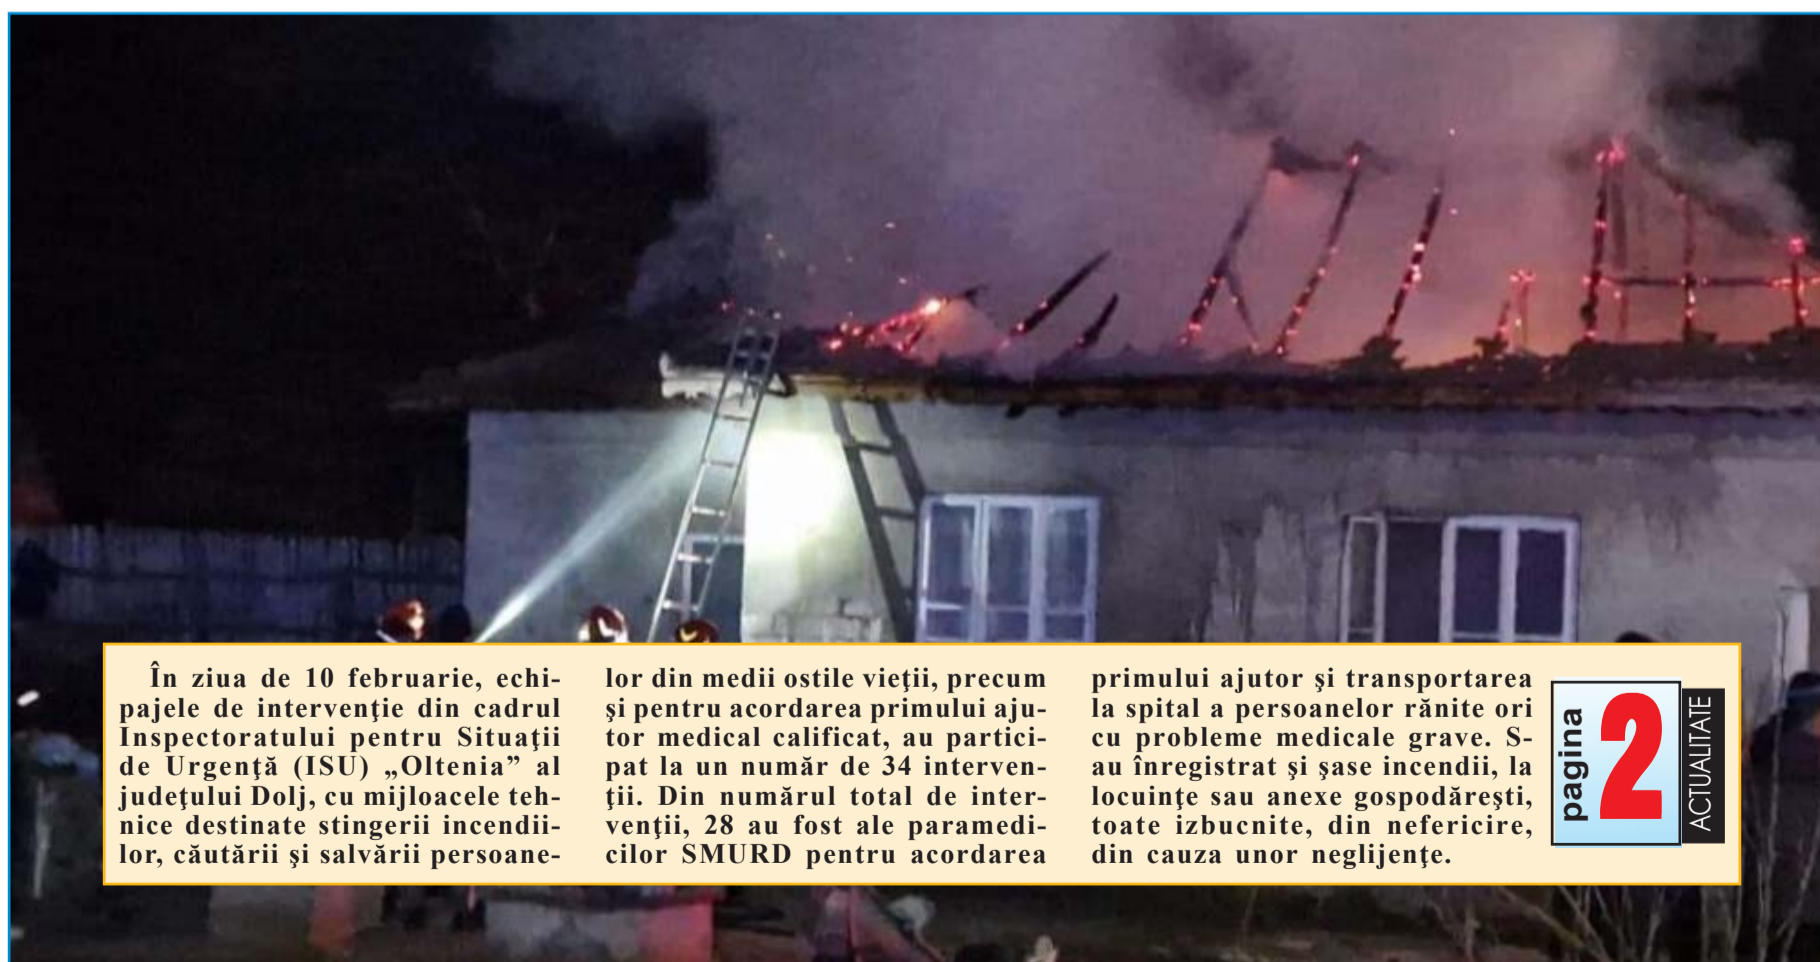 În ziua de 10 februarie, echi-
pajele de intervenţie din cadrul
Inspectoratului pentru Situaţii
de Urgenţă (ISU) „Oltenia” al
judeţului Dolj, cu mijloacele teh-
nice destinate stingerii incendii-
lor, căutării şi salvării persoane-
lor din medii ostile vieţii, precum
şi pentru acordarea primului aju-
tor medical calificat, au partici-
pat la un număr de 34 interven-
ţii. Din numărul total de inter-
venţii, 28 au fost ale paramedi-
cilor SMURD pentru acordarea
primului ajutor şi transportarea
la spital a persoanelor rănite ori
cu probleme medicale grave. S-
au înregistrat şi şase incendii, la
locuinţe sau anexe gospodăreşti,
toate izbucnite, din nefericire,
din cauza unor neglijenţe.
pagina
2
ACTUALITATE